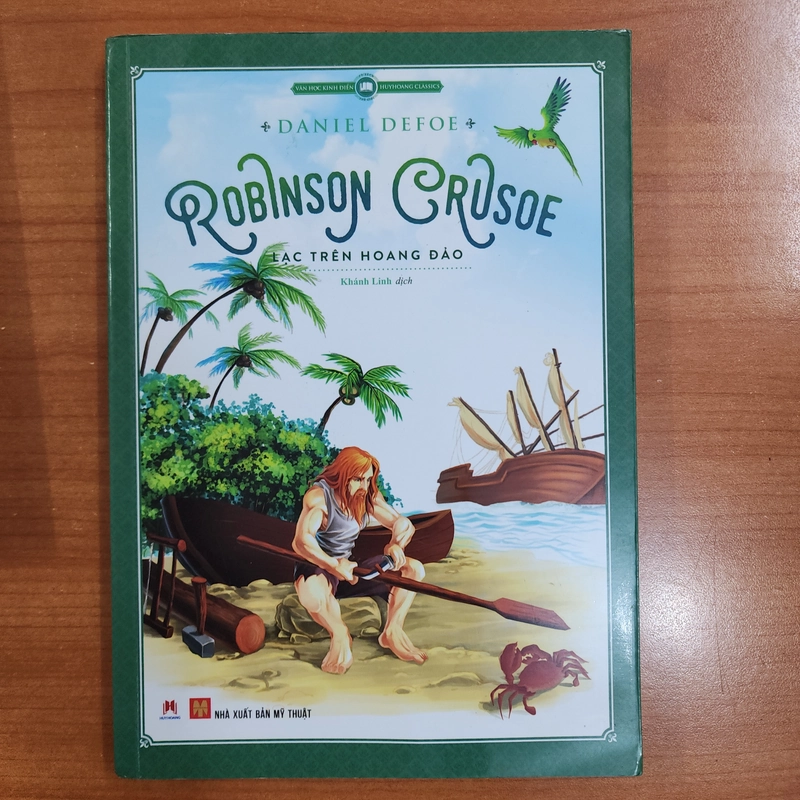 VĂN HỌC KINH ĐIỂN HUYHOANG CLASSICS
DANIEL DEFOE
ROBINSON CRUSOE
LẠC TRÊN HOANG ĐẢO
Khánh Linh dịch
HUYHOANG
NHÀ XUẤT BẢN MỸ THUẬT